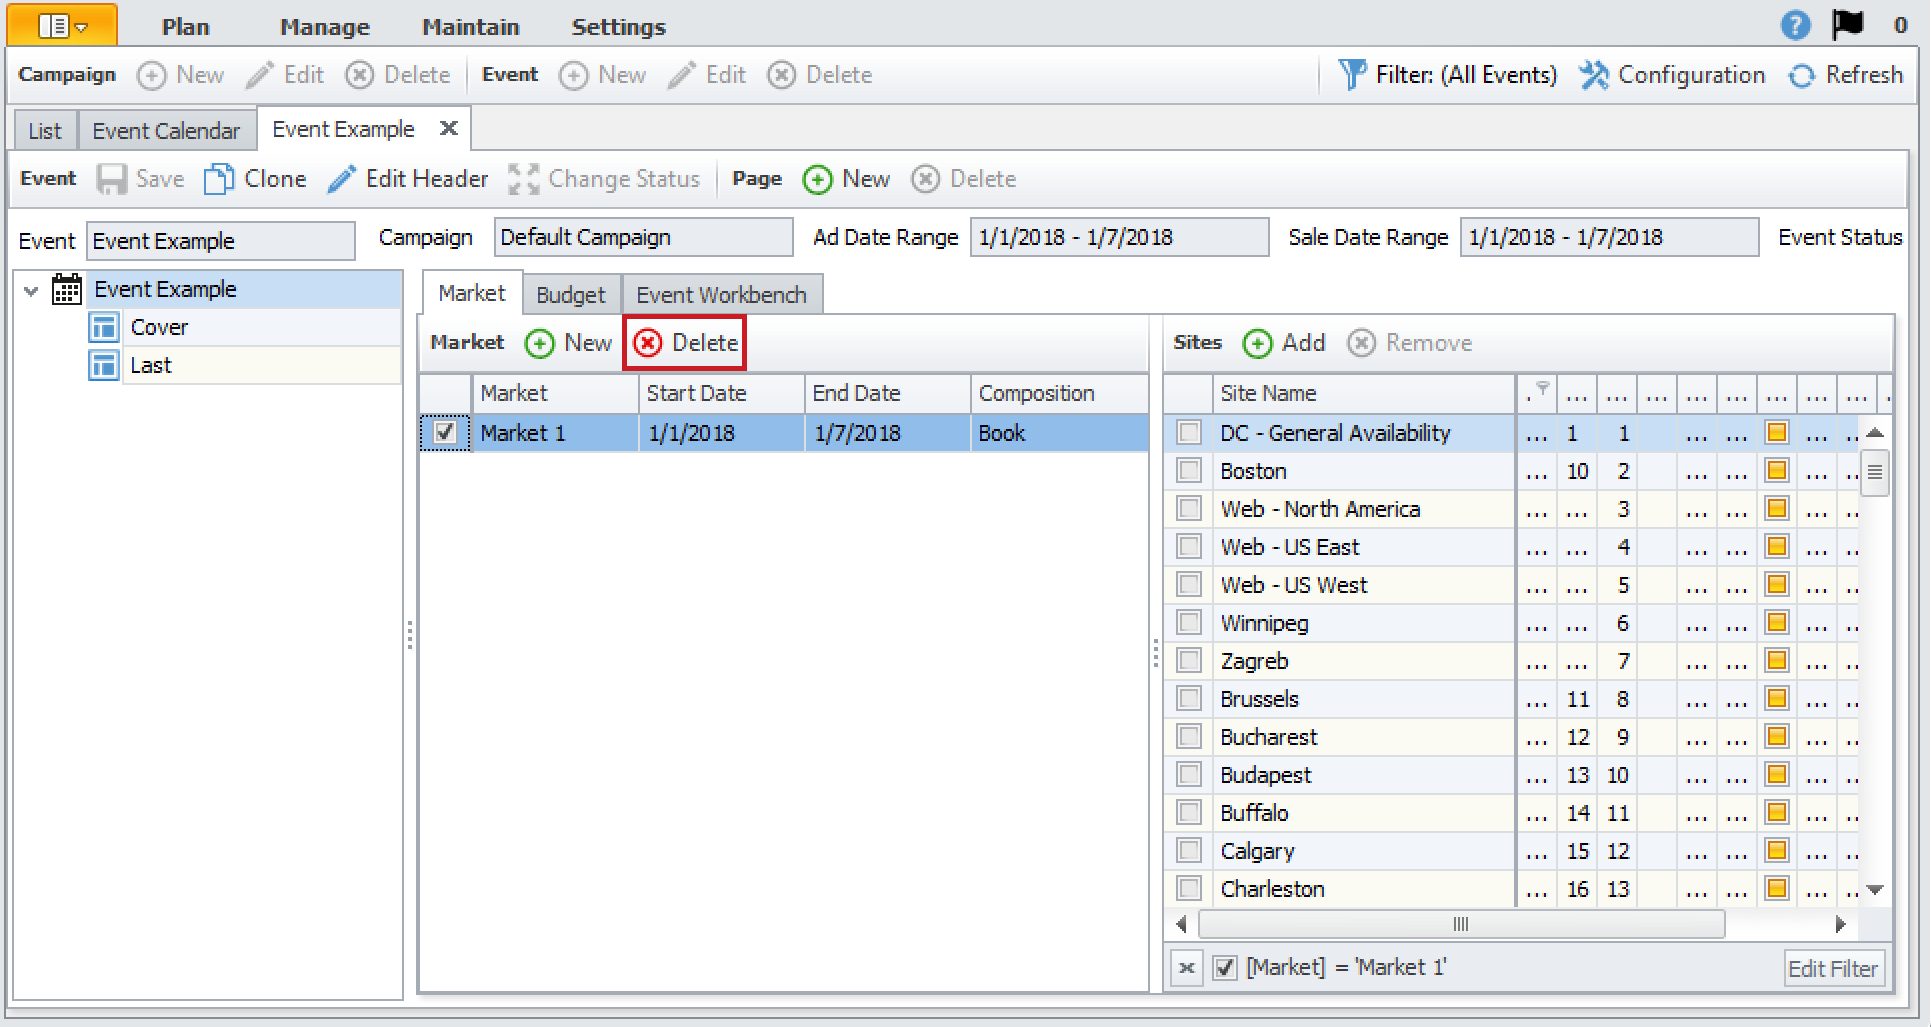 Plan Manage Maintain Settings 0
Campaign New Edit Delete Event New Edit Delete Filter: (All Events) Configuration Refresh
List Event Calendar Event Example
Event Save Clone Edit Header Change Status Page New Delete
Event Event Example Campaign Default Campaign Ad Date Range 1/1/2018 - 1/7/2018 Sale Date Range 1/1/2018 - 1/7/2018 Event Status
Event Example
Cover
Last
Market Budget Event Workbench
Market New Delete
Market Start Date End Date Composition
Market 1 1/1/2018 1/7/2018 Book
Sites Add Remove
Site Name . ... ... ... ... ... ... ... ... .
DC - General Availability ... 1 1 ... ... ... ..
Boston ... 10 2 ... ... ... ..
Web - North America ... ... 3 ... ... ... ..
Web - US East ... ... 4 ... ... ... ..
Web - US West ... ... 5 ... ... ... ..
Winnipeg ... ... 6 ... ... ... ..
Zagreb ... ... 7 ... ... ... ..
Brussels ... 11 8 ... ... ... ..
Bucharest ... 12 9 ... ... ... ..
Budapest ... 13 10 ... ... ... ..
Buffalo ... 14 11 ... ... ... ..
Calgary ... 15 12 ... ... ... ..
Charleston ... 16 13 ... ... ... ..
[Market] = 'Market 1' Edit Filter